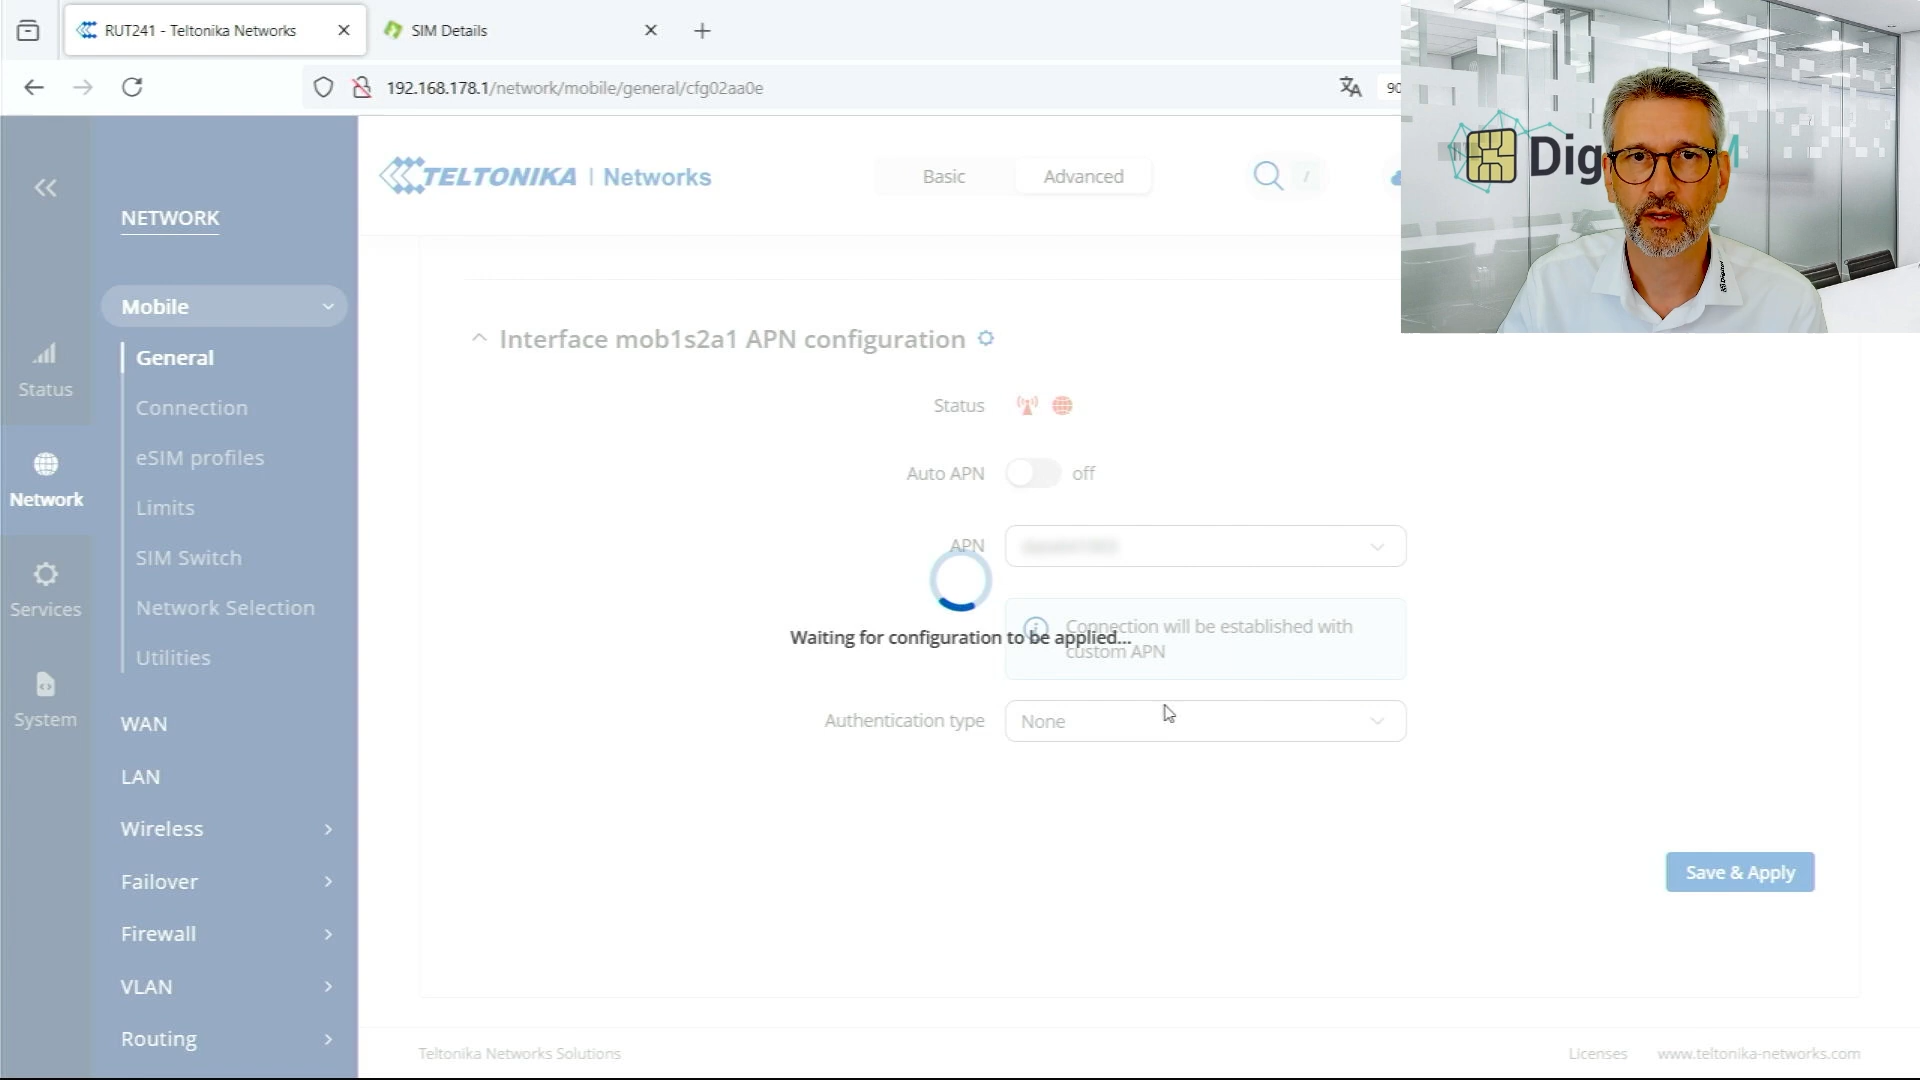 RUT241 - Teltonika Networks
SIM Details
192.168.178.1/network/mobile/general/cfg02aa0e
90
Dig
TELTONIKA | Networks
Basic
Advanced
/
NETWORK
Mobile
General
Connection
eSIM profiles
Limits
SIM Switch
Network Selection
Utilities
WAN
LAN
Wireless
Failover
Firewall
VLAN
Routing
Status
Network
Services
System
Interface mob1s2a1 APN configuration
Status
Auto APN
off
APN
Connection will be established with
custom APN
Waiting for configuration to be applied...
Authentication type
None
Save & Apply
Teltonika Networks Solutions
Licenses
www.teltonika-networks.com